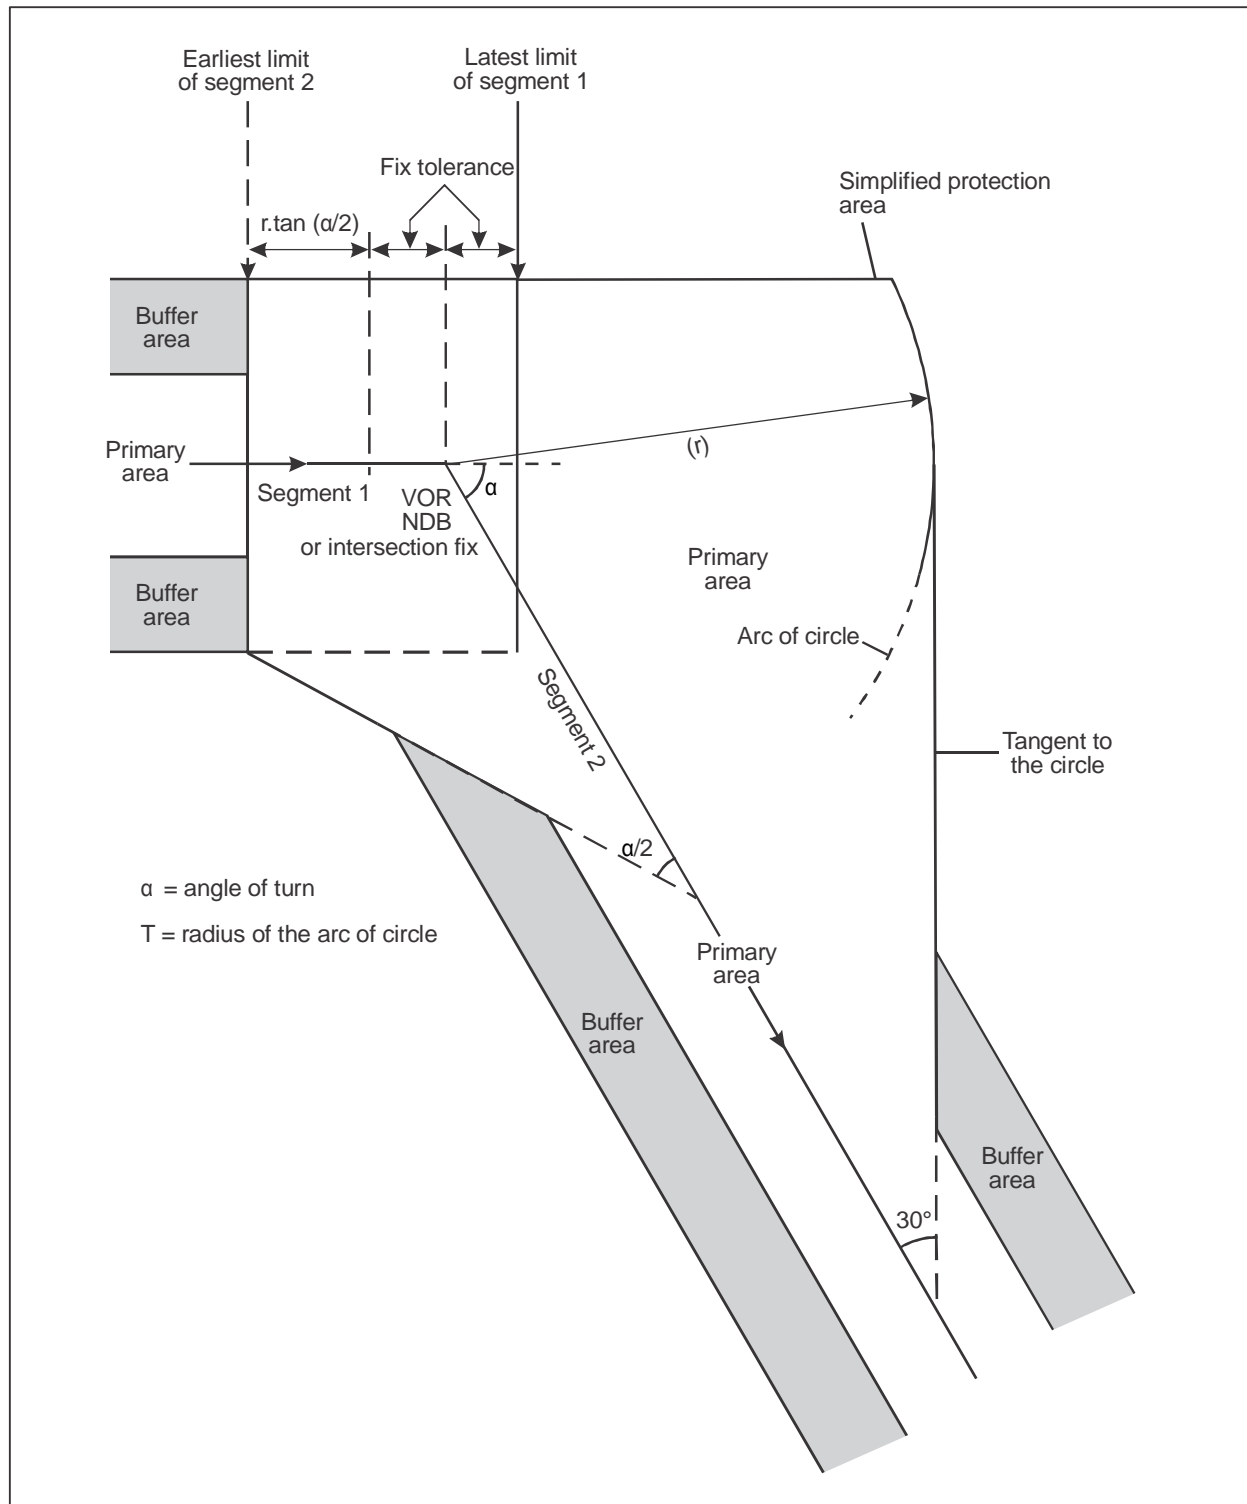 Earliest limit
of segment 2
Latest limit
of segment 1
Fix tolerance
r.tan (α/2)
Simplified protection
area
Buffer
area
(r)
Primary
area
Segment 1
α
VOR
NDB
or intersection fix
Primary
area
Buffer
area
Arc of circle
Segment 2
Tangent to
the circle
α/2
α = angle of turn
T = radius of the arc of circle
Primary
area
Buffer
area
Buffer
area
30°